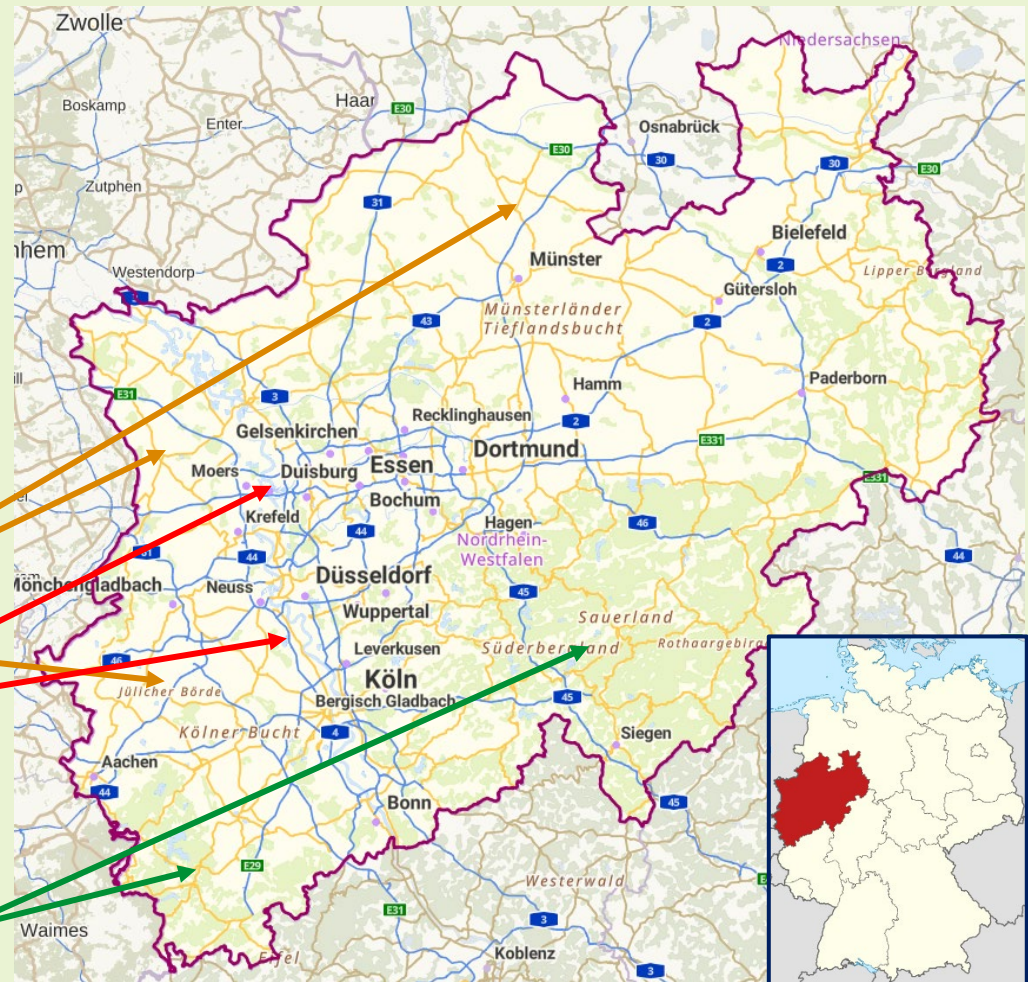 Zwolle
Niedersachsen
Boskamp
Haar
E30
Enter
Osnabrück
E30
30
30
E30
Zutphen
31
nhem
Bielefeld
Münster
Westendorp
2
Lipper Bergland
Gütersloh
Münsterländer
Tieflandsbucht
43
2
Paderborn
Hamm
E31
3
Recklinghausen
2
Gelsenkirchen
E331
Dortmund
Moers
Duisburg
Essen
E331
Bochum
Krefeld
Hagen
46
44
Nordrhein-
Westfalen
44
44
Mönchengladbach
Neuss
Düsseldorf
45
Wuppertal
Sauerland
Süderbergland
Rothaargebirge
Leverkusen
46
Köln
Jülicher Börde
Bergisch Gladbach
45
Kölner Bucht
4
Siegen
Aachen
44
Bonn
45
E29
Westerwald
E31
3
Waimes
Eifel
Koblenz
3